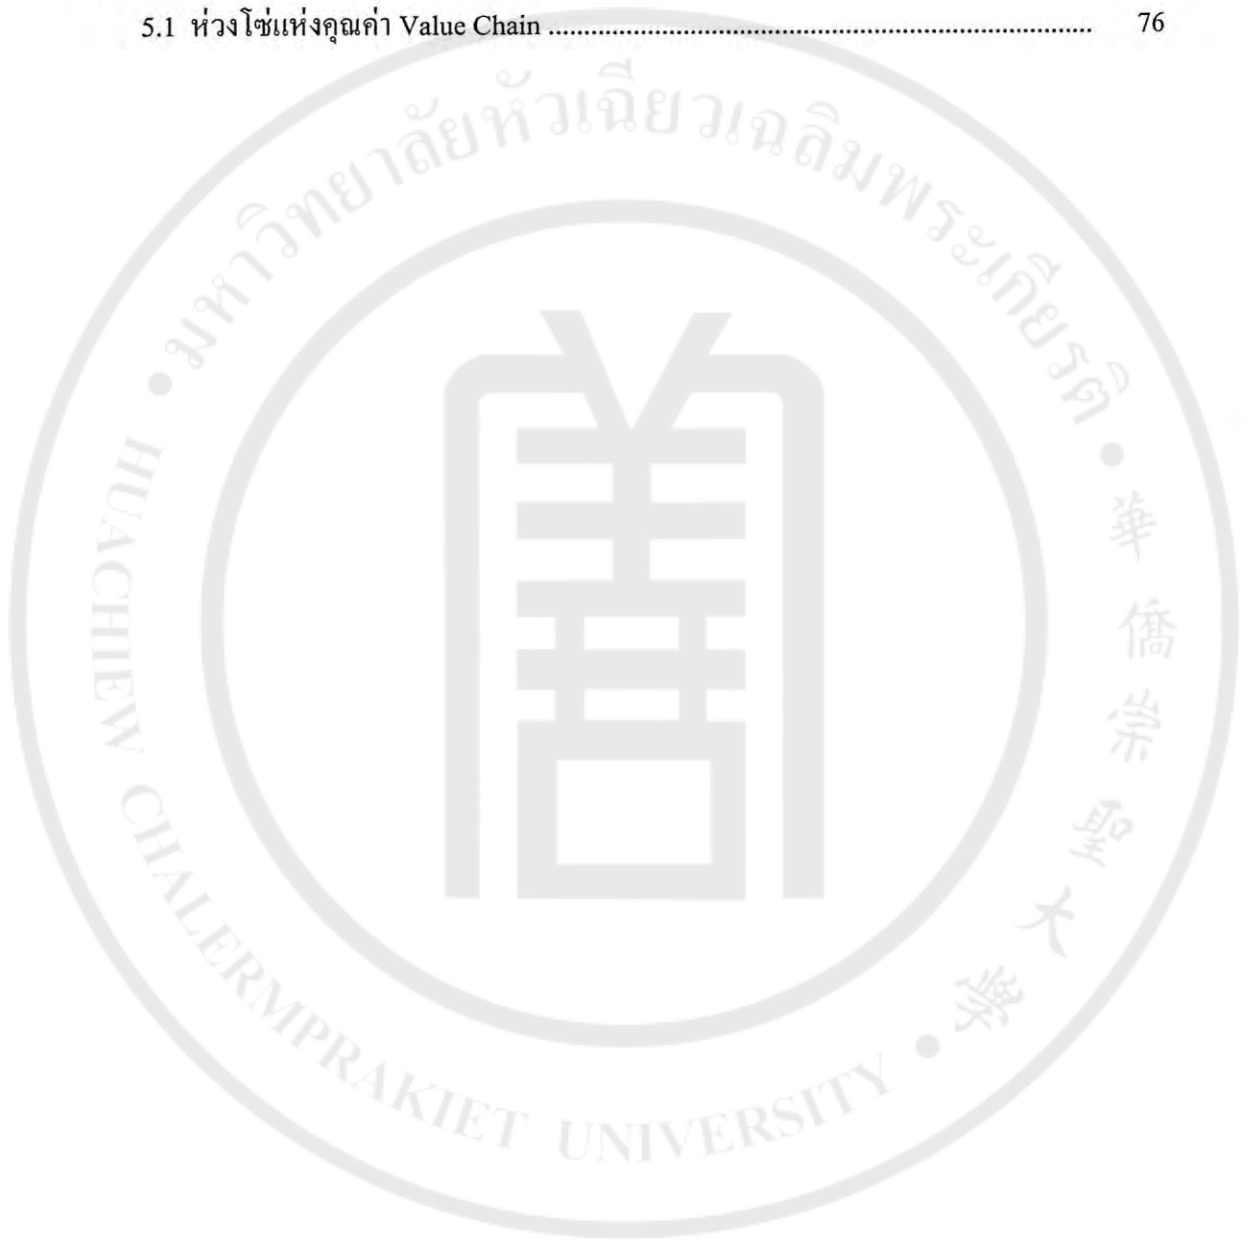 5.1 ห่วงโซ่แห่งคุณค่า Value Chain .............................................................................. 76
มหาวิทยาลัยหัวเฉียวเฉลิมพระเกียรติ
華僑崇聖大學
HUACHIEW CHALERMPRAKIET UNIVERSITY